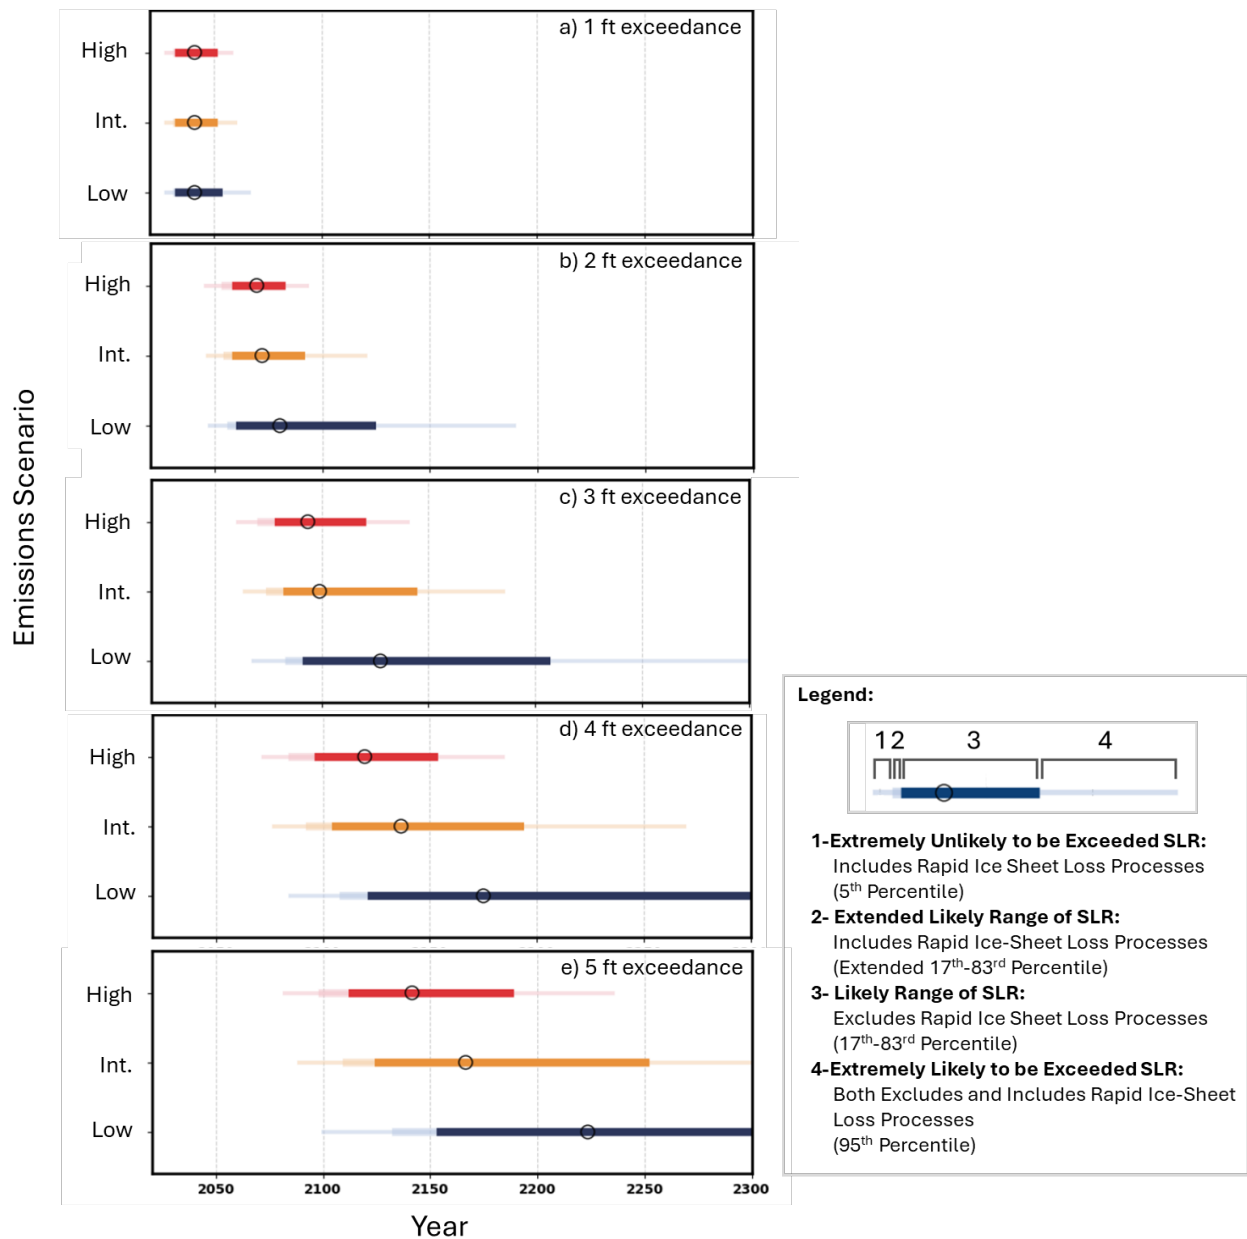 Emissions Scenario
a) 1 ft exceedance
High
Int.
Low
b) 2 ft exceedance
High
Int.
Low
c) 3 ft exceedance
High
Int.
Low
d) 4 ft exceedance
High
Int.
Low
e) 5 ft exceedance
High
Int.
Low
2050 2100 2150 2200 2250 2300
Year
Legend:
1 2 3 4
1-Extremely Unlikely to be Exceeded SLR:
Includes Rapid Ice Sheet Loss Processes
(5th Percentile)
2- Extended Likely Range of SLR:
Includes Rapid Ice-Sheet Loss Processes
(Extended 17th-83rd Percentile)
3- Likely Range of SLR:
Excludes Rapid Ice Sheet Loss Processes
(17th-83rd Percentile)
4-Extremely Likely to be Exceeded SLR:
Both Excludes and Includes Rapid Ice-Sheet
Loss Processes
(95th Percentile)